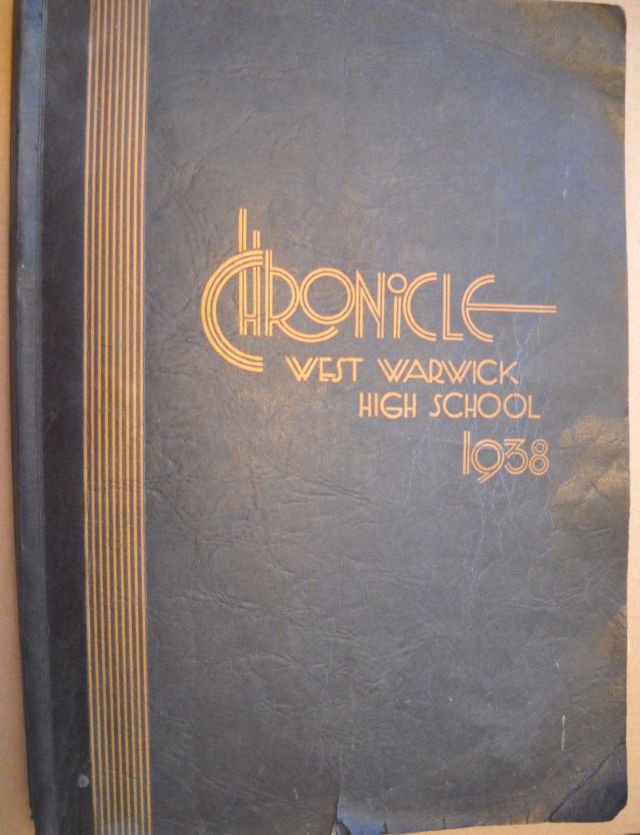 CHRONiCLE
WEST WARWICK
HIGH SCHOOL
1938